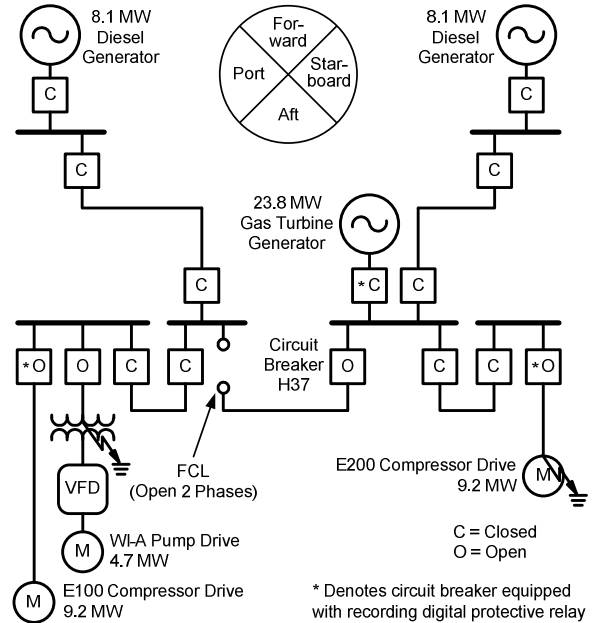 8.1 MW
Diesel
Generator
C
C
For-
ward
Port
Star-
board
Aft
8.1 MW
Diesel
Generator
C
C
23.8 MW
Gas Turbine
Generator
*C
C
C
*O
O
C
C
Circuit
Breaker
H37
O
C
C
*O
FCL
(Open 2 Phases)
VFD
M
WI-A Pump Drive
4.7 MW
M
E100 Compressor Drive
9.2 MW
E200 Compressor Drive
9.2 MW
M
C = Closed
O = Open
* Denotes circuit breaker equipped
with recording digital protective relay